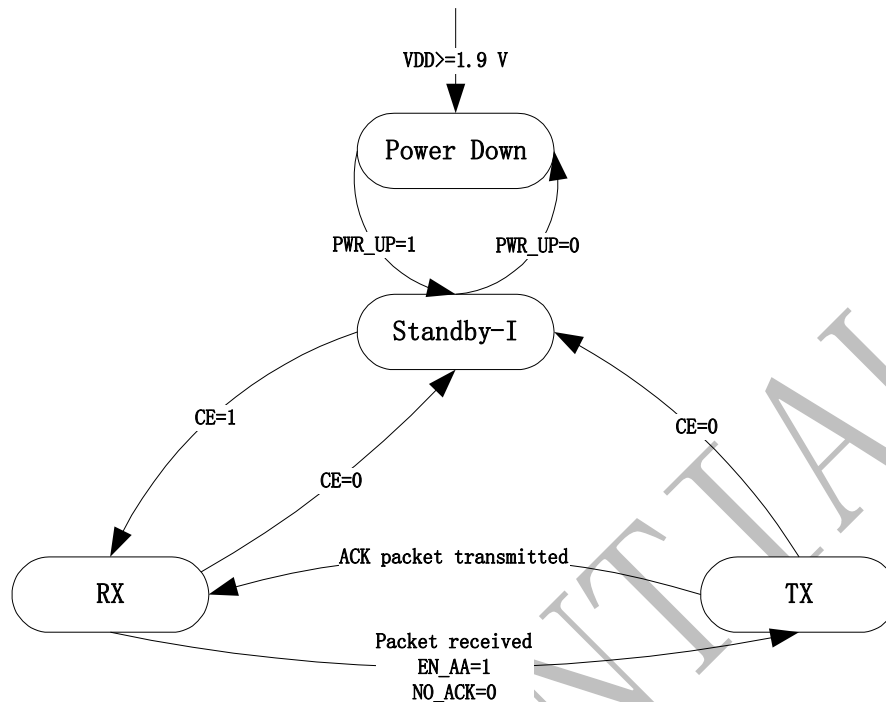 VDD>=1.9 V
Power Down
PWR_UP=1
PWR_UP=0
Standby-I
CE=1
CE=0
CE=0
ACK packet transmitted
RX
TX
Packet received
EN_AA=1
NO_ACK=0
NTIA